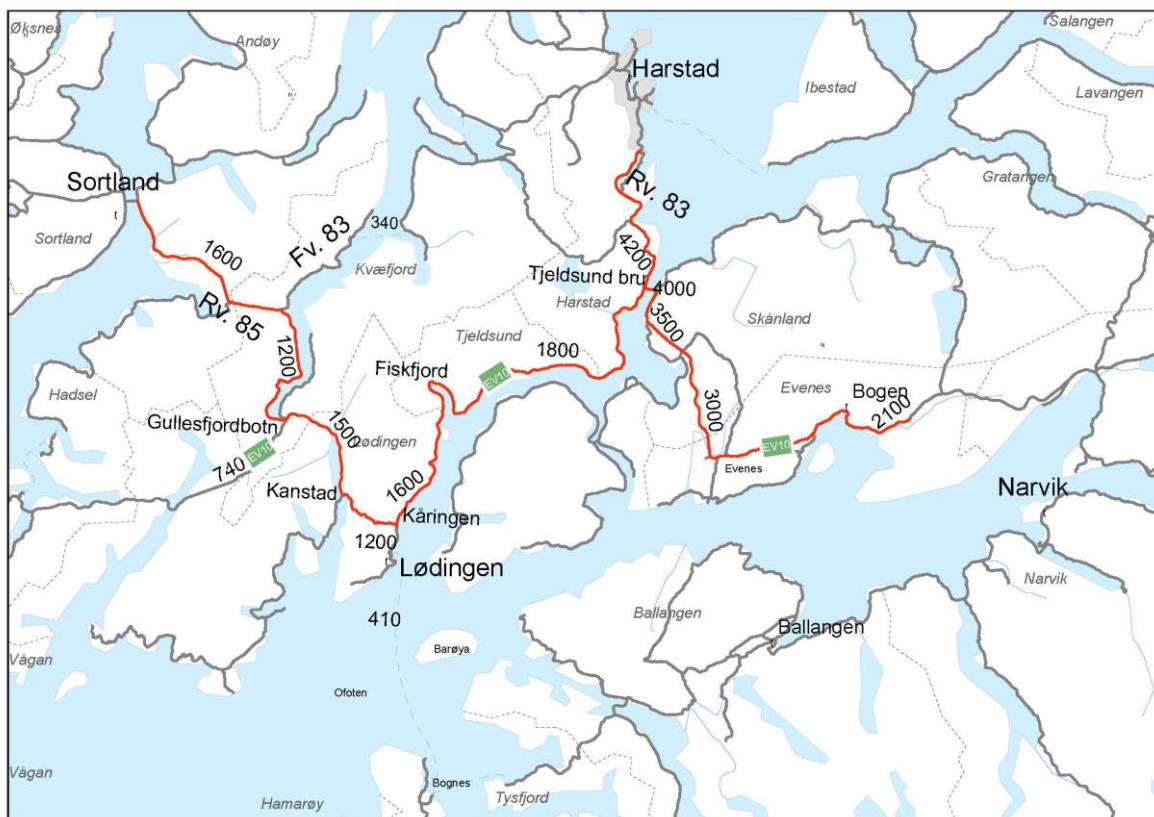 Øksnes
Andøy
Harstad
Salangen
Ibestad
Lavangen
Gratangen
Sortland
t
Sortland
1600
Rv. 85
Fv. 83
340
Kvæfjord
Rv. 83
4200
Tjeldsund bru
4000
Harstad
3500
Skånland
1200
Tjeldsund
1800
Fiskfjord
EV10
Hadsel
Gullesfjordbotn
EV10
740
1500
Lødingen
Kanstad
1600
Kåringen
1200
Lødingen
3000
Evenes
Bogen
2100
EV10
Evenes
Narvik
Narvik
410
Barøya
Ballangen
Ballangen
Ofoten
Vågan
Vågan
Bognes
Tysfjord
Hamarøy